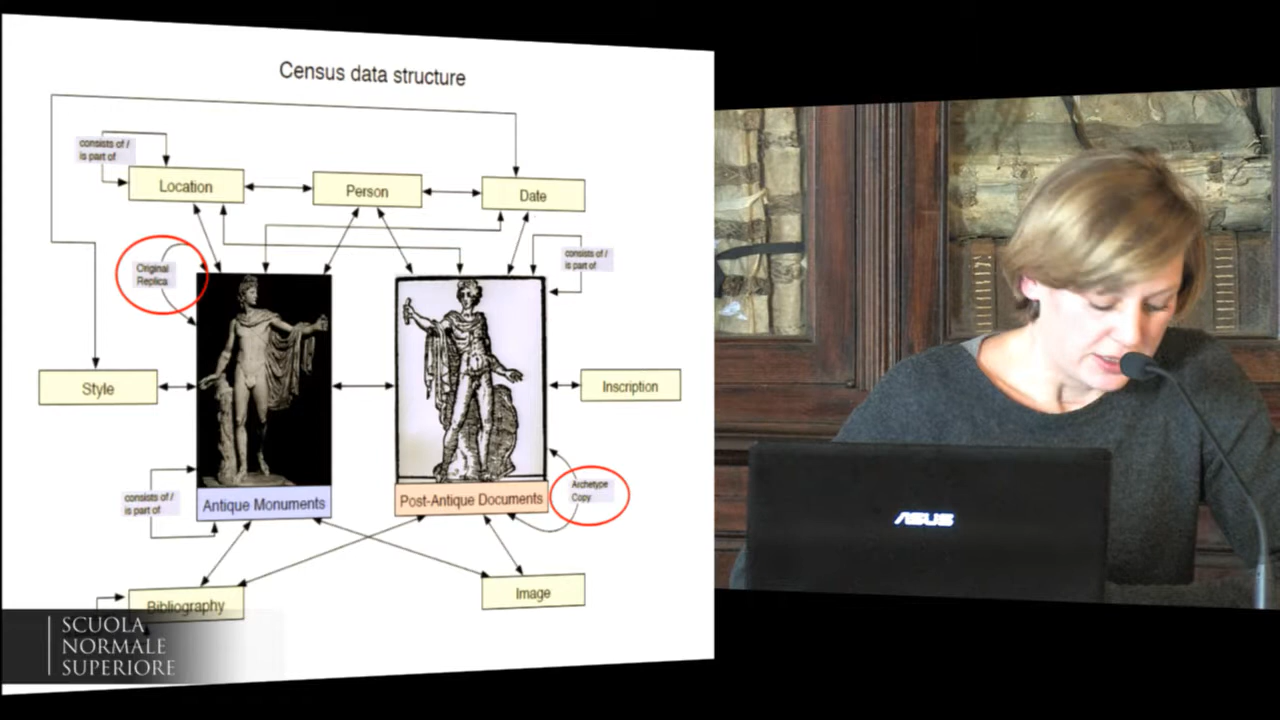 Census data structure
consists of /
is part of
Location
Person
Date
consists of /
is part of
Original
Replica
Style
Inscription
Archetype
Copy
consists of /
is part of
Antique Monuments
Post-Antique Documents
Bibliography
Image
SCUOLA
NORMALE
SUPERIORE
ASUS